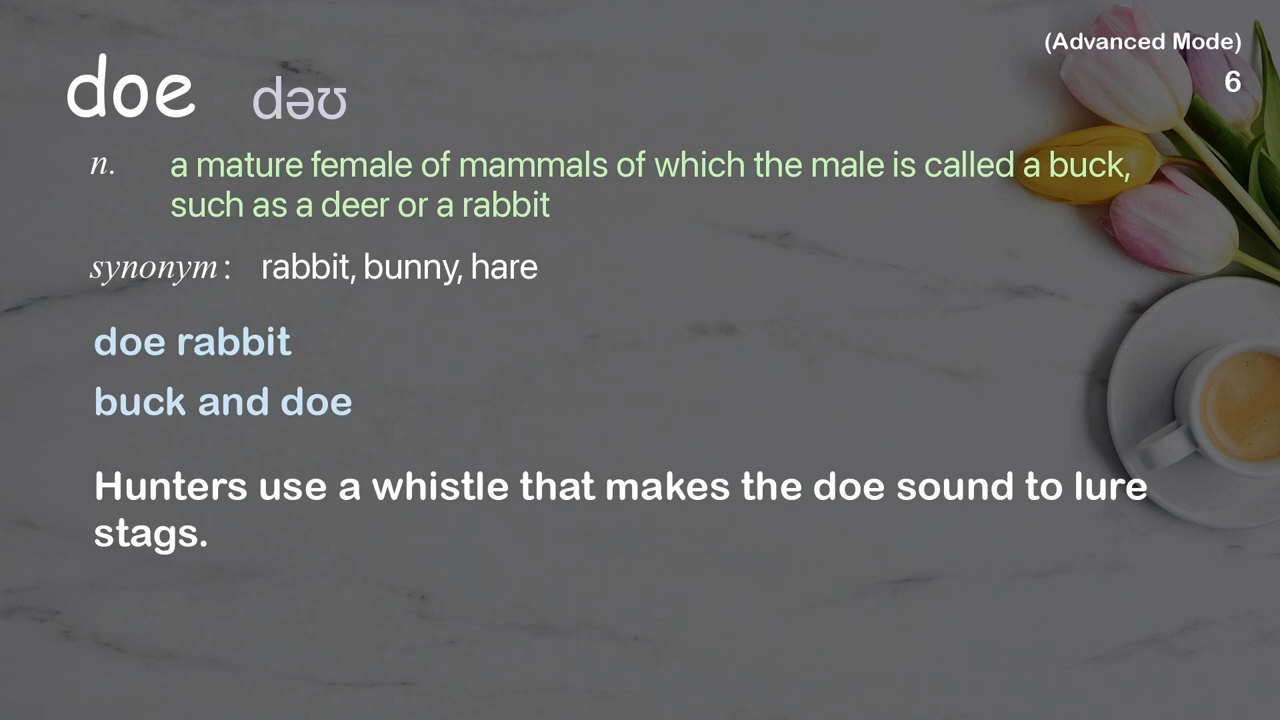 (Advanced Mode)
6
doe dəʊ
n. a mature female of mammals of which the male is called a buck,
such as a deer or a rabbit
synonym: rabbit, bunny, hare
doe rabbit
buck and doe
Hunters use a whistle that makes the doe sound to lure
stags.